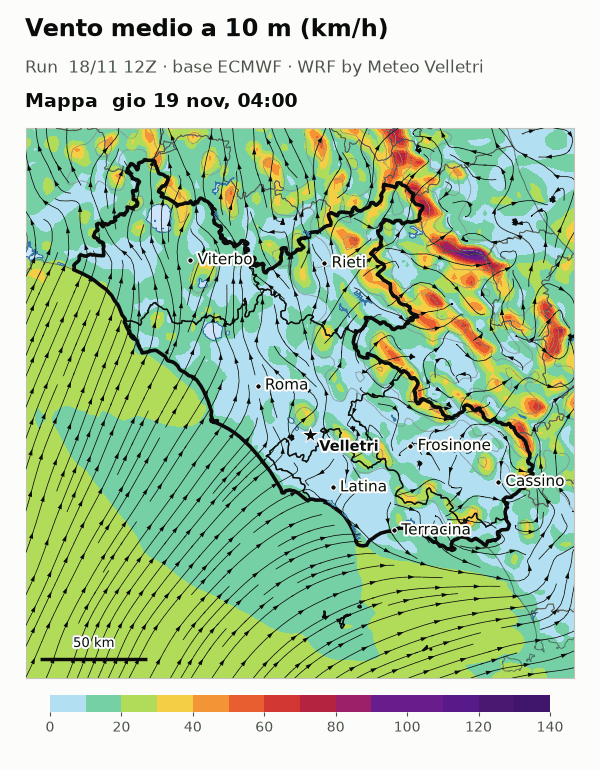 Vento medio a 10 m (km/h)
Run  18/11 12Z · base ECMWF · WRF by Meteo Velletri
Mappa  gio 19 nov, 04:00
Viterbo
Rieti
Roma
Velletri
Frosinone
Cassino
Latina
Terracina
50 km
0 20 40 60 80 100 120 140